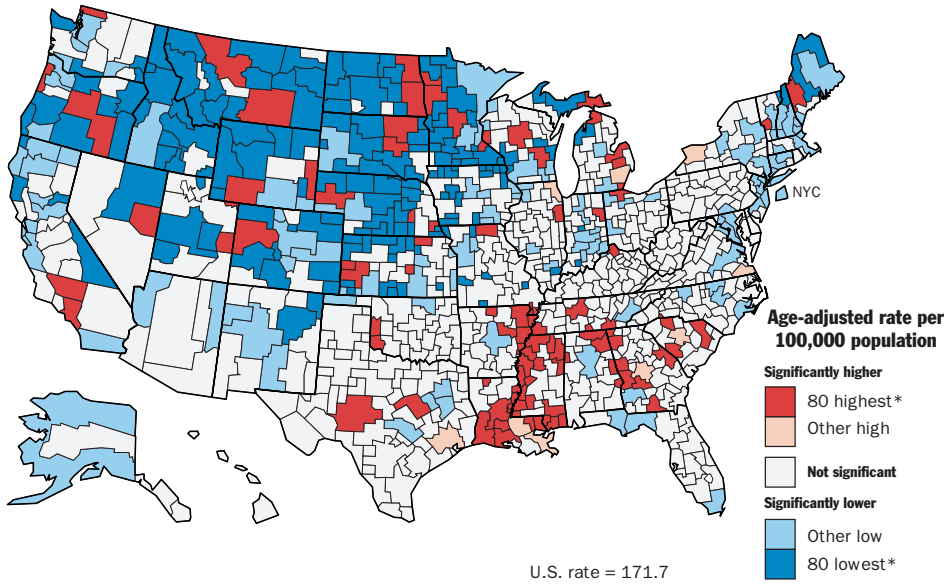 NYC
Age-adjusted rate per
100,000 population
Significantly higher
80 highest*
Other high
Not significant
Significantly lower
Other low
80 lowest*
U.S. rate = 171.7